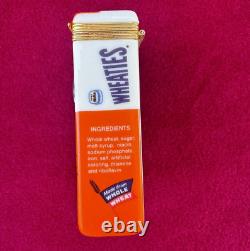 WHEATIES
INGREDIENTS
Whole wheat, sugar,
malt syrup, niacin,
sodium phosphate,
iron, salt, artificial
coloring, thiamine
and riboflavin.
Made from
WHOLE
WHEAT